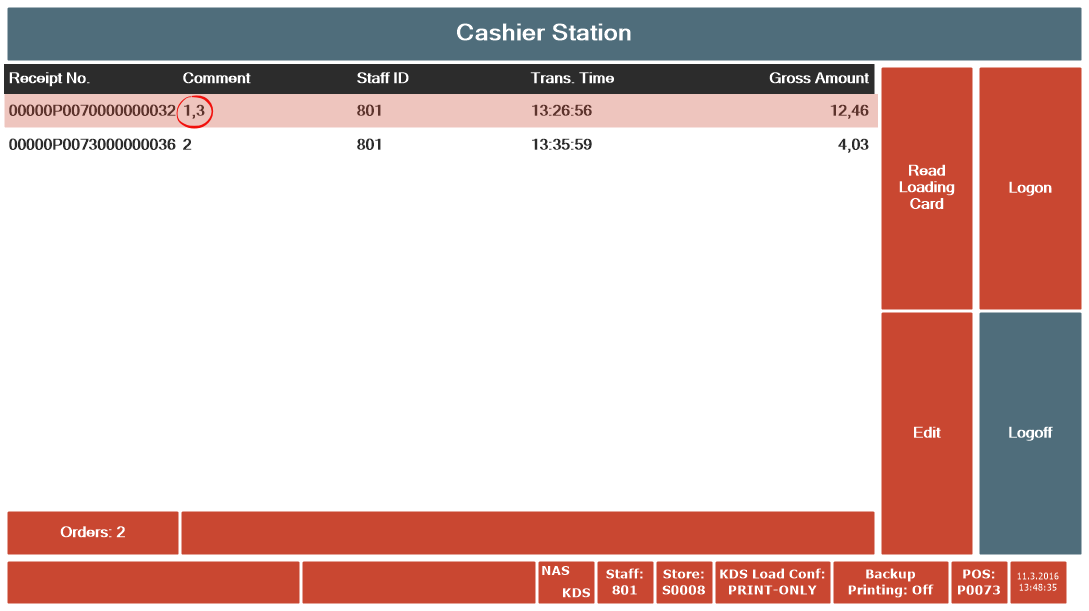 Cashier Station
Receipt No. Comment Staff ID Trans. Time Gross Amount
00000P0070000000032 1,3 801 13:26:56 12,46
00000P0073000000036 2 801 13:35:59 4,03
Read
Loading
Card
Logon
Edit
Logoff
Orders: 2
NAS
KDS
Staff:
801
Store:
S0008
KDS Load Conf:
PRINT-ONLY
Backup
Printing: Off
POS:
P0073
11.3.2016
13:48:35